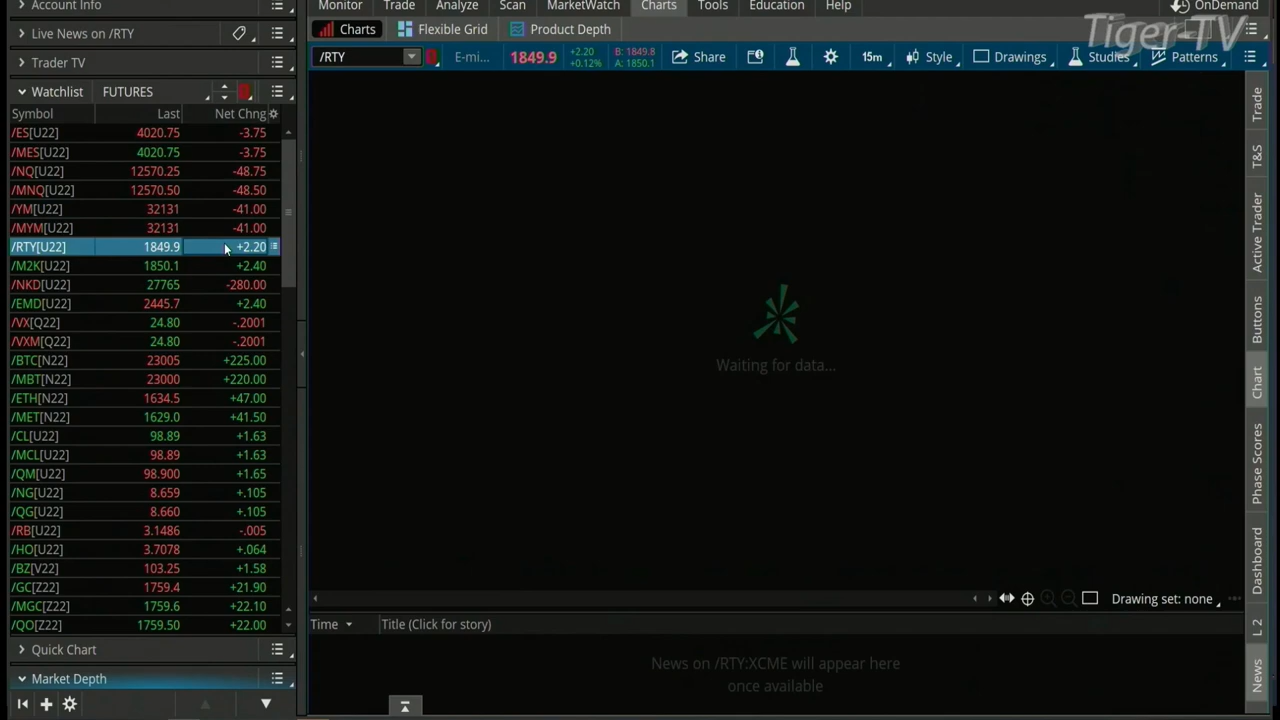 Account Info
Monitor Trade Analyze Scan MarketWatch Charts Tools Education Help OnDemand
Tiger-TV
Live News on /RTY
Charts Flexible Grid Product Depth
Trader TV
/RTY E-mi... 1849.9 +2.20 +0.12% B: 1849.8 A: 1850.1 Share 15m Style Drawings Studies Patterns
Watchlist FUTURES
Symbol Last Net Chng
/ES[U22] 4020.75 -3.75
/MES[U22] 4020.75 -3.75
/NQ[U22] 12570.25 -48.75
/MNQ[U22] 12570.50 -48.50
/YM[U22] 32131 -41.00
/MYM[U22] 32131 -41.00
/RTY[U22] 1849.9 +2.20
/M2K[U22] 1850.1 +2.40
/NKD[U22] 27765 -280.00
/EMD[U22] 2445.7 +2.40
/VX[Q22] 24.80 -.2001
/VXM[Q22] 24.80 -.2001
/BTC[N22] 23005 +225.00
/MBT[N22] 23000 +220.00
/ETH[N22] 1634.5 +47.00
/MET[N22] 1629.0 +41.50
/CL[U22] 98.89 +1.63
/MCL[U22] 98.89 +1.63
/QM[U22] 98.900 +1.65
/NG[U22] 8.659 +.105
/QG[U22] 8.660 +.105
/RB[U22] 3.1486 -.005
/HO[U22] 3.7078 +.064
/BZ[V22] 103.25 +1.58
/GC[Z22] 1759.4 +21.90
/MGC[Z22] 1759.6 +22.10
/QO[Z22] 1759.50 +22.00
Quick Chart
Market Depth
Waiting for data...
Drawing set: none
Time Title (Click for story)
News on /RTY:XCME will appear here
once available
Trade
T&S
Active Trader
Buttons
Chart
Phase Scores
Dashboard
L 2
News